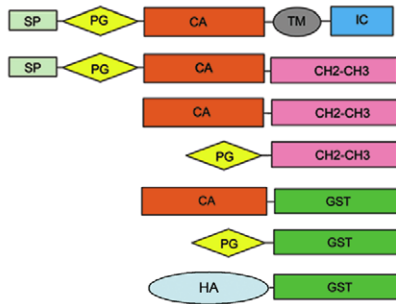 SP PG CA TM IC
SP PG CA CH2-CH3
CA CH2-CH3
PG CH2-CH3
CA GST
PG GST
HA GST